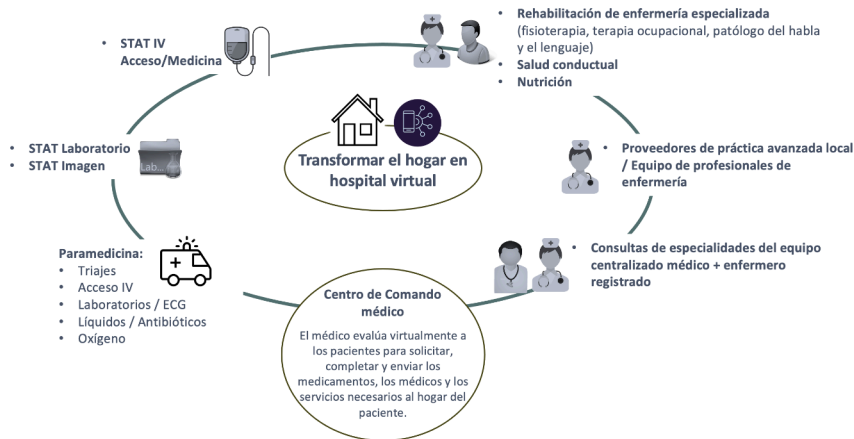 • STAT IV
Acceso/Medicina
• Rehabilitación de enfermería especializada
(fisioterapia, terapia ocupacional, patólogo del habla
y el lenguaje)
• Salud conductual
• Nutrición
• STAT Laboratorio
• STAT Imagen
Lab...
Transformar el hogar en
hospital virtual
• Proveedores de práctica avanzada local
/ Equipo de profesionales de
enfermería
• Consultas de especialidades del equipo
centralizado médico + enfermero
registrado
Paramedicina:
• Triajes
• Acceso IV
• Laboratorios / ECG
• Líquidos / Antibióticos
• Oxígeno
Centro de Comando
médico
El médico evalúa virtualmente a
los pacientes para solicitar,
completar y enviar los
medicamentos, los médicos y los
servicios necesarios al hogar del
paciente.